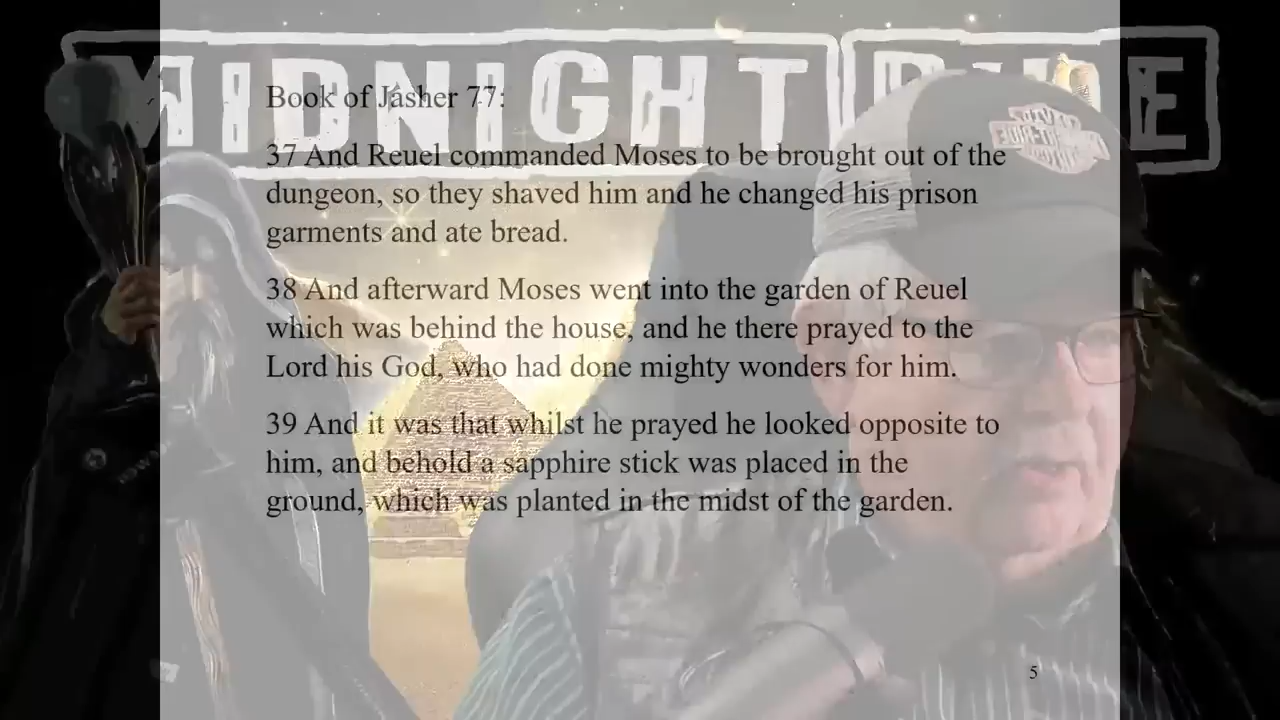 MIDNIGHT RIDE
Book of Jasher 77:
37 And Reuel commanded Moses to be brought out of the
dungeon, so they shaved him and he changed his prison
garments and ate bread.
38 And afterward Moses went into the garden of Reuel
which was behind the house, and he there prayed to the
Lord his God, who had done mighty wonders for him.
39 And it was that whilst he prayed he looked opposite to
him, and behold a sapphire stick was placed in the
ground, which was planted in the midst of the garden.
5